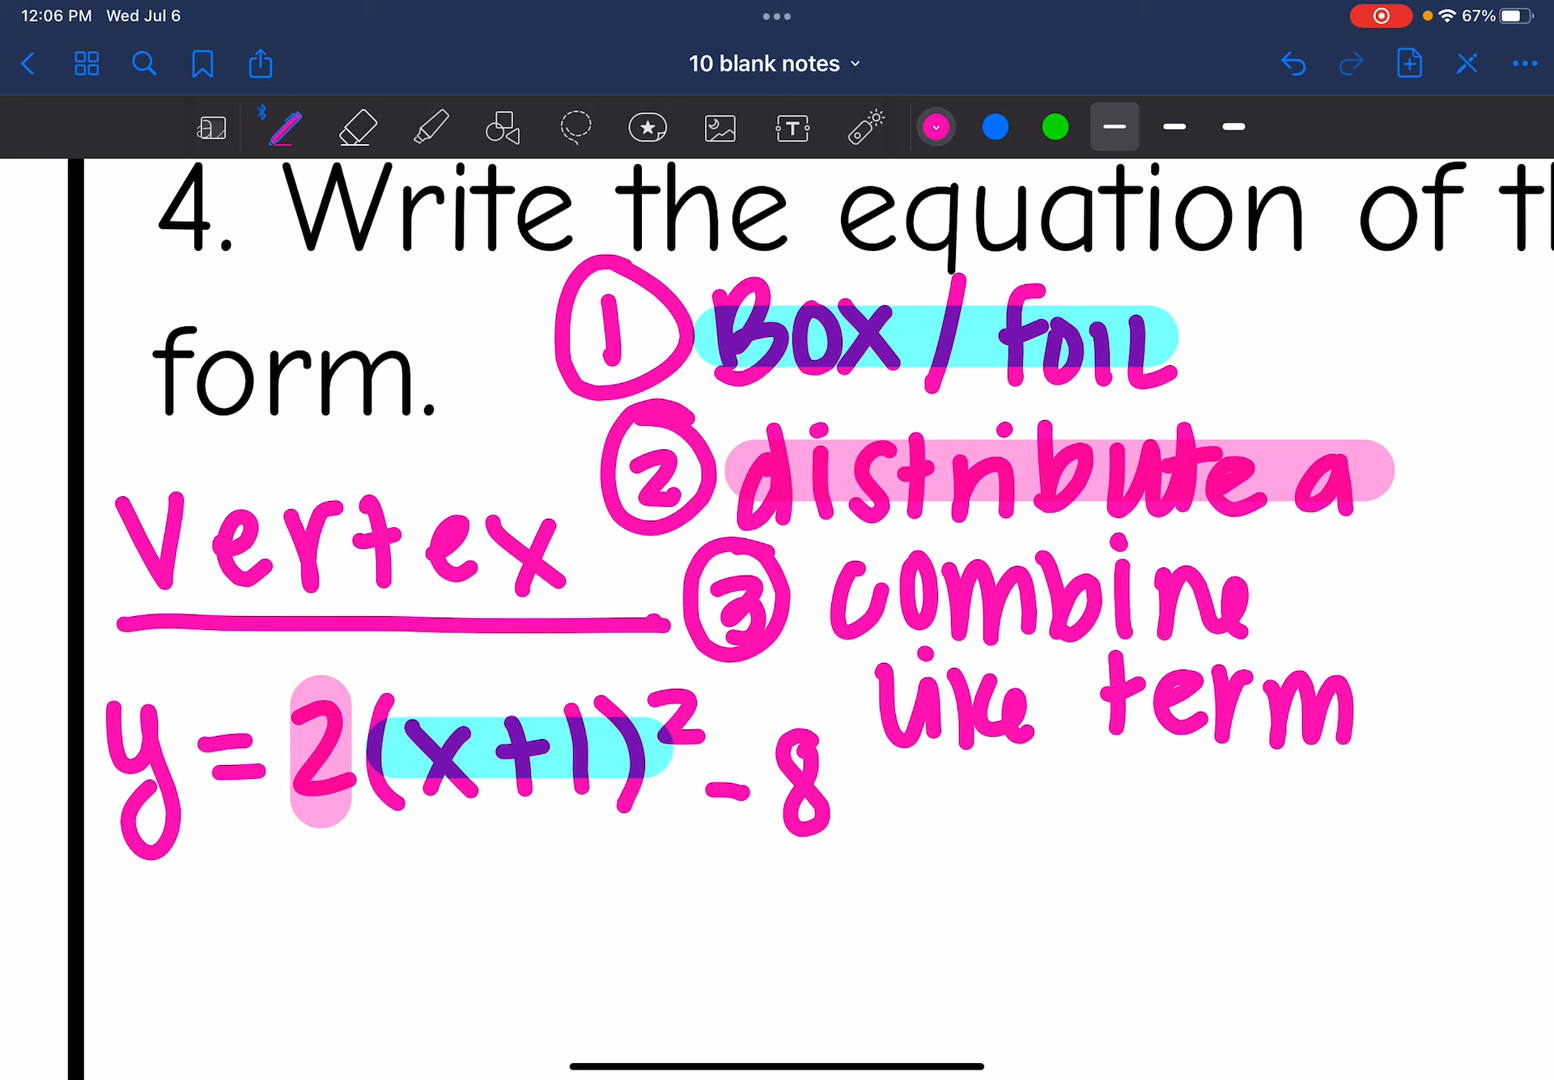 12:06 PM Wed Jul 6
67%
10 blank notes
T
4. Write the equation of
form.
1 Box / foil
2 distribute a
3 combine
like term
Vertex
y = 2(x+1)² - 8